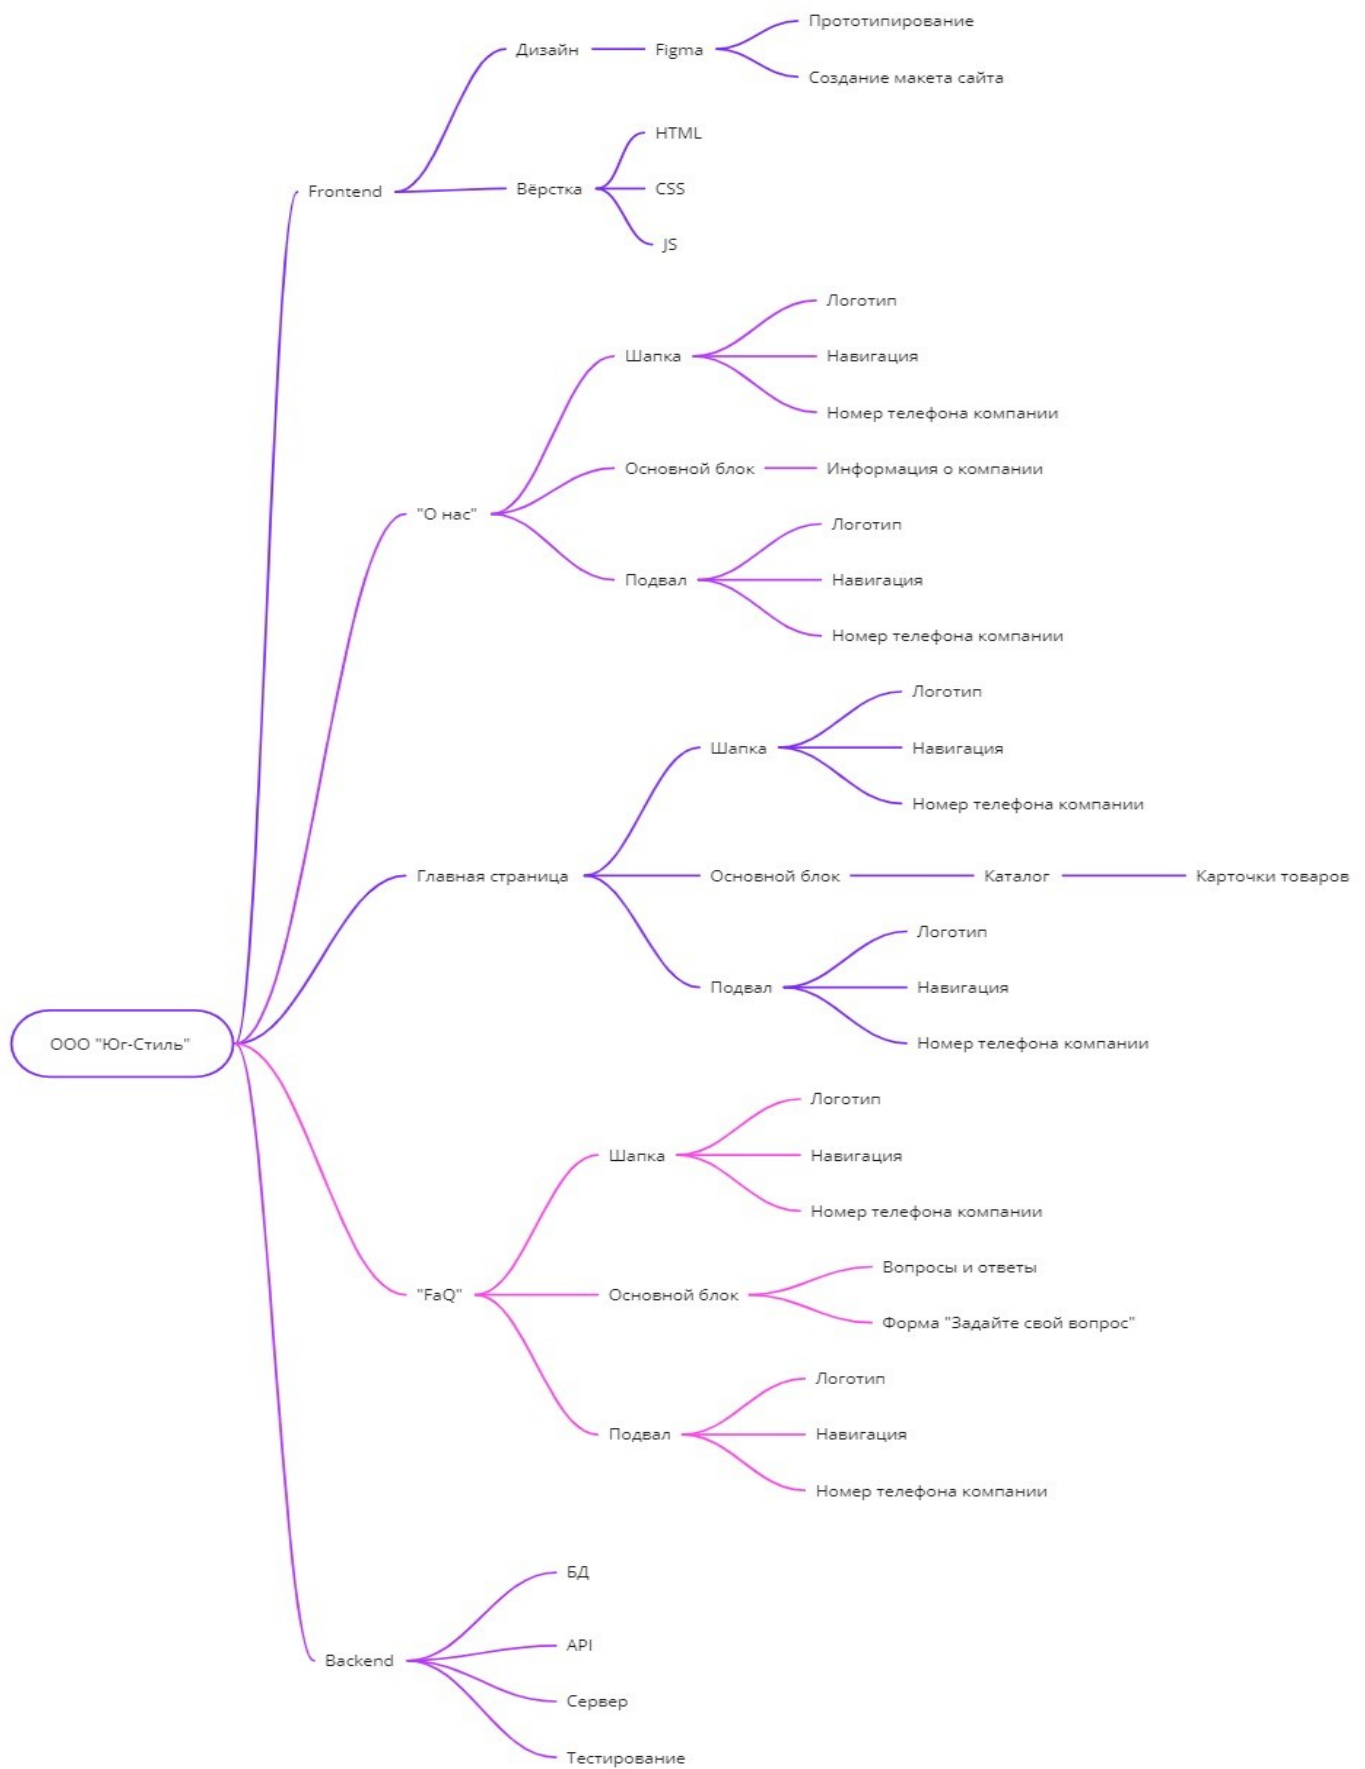 Прототипирование
Дизайн
Figma
Создание макета сайта
HTML
Frontend
Вёрстка
CSS
JS
Логотип
Шапка
Навигация
Номер телефона компании
Основной блок
Информация о компании
"О нас"
Логотип
Подвал
Навигация
Номер телефона компании
Логотип
Шапка
Навигация
Номер телефона компании
Главная страница
Основной блок
Каталог
Карточки товаров
Логотип
Подвал
Навигация
Номер телефона компании
ООО "Юг-Стиль"
Логотип
Шапка
Навигация
Номер телефона компании
Вопросы и ответы
"FaQ"
Основной блок
Форма "Задайте свой вопрос"
Логотип
Подвал
Навигация
Номер телефона компании
БД
API
Backend
Сервер
Тестирование